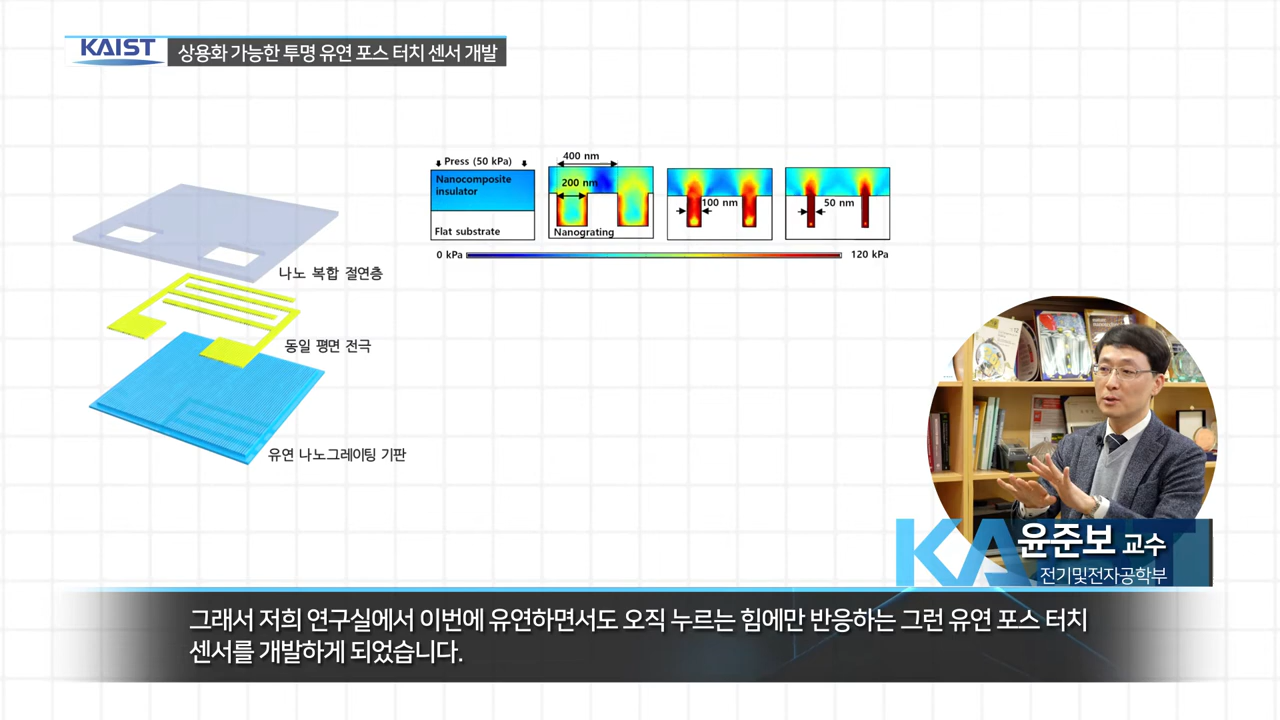 KAIST
상용화 가능한 투명 유연 포스 터치 센서 개발
Press (50 kPa)
Nanocomposite
insulator
Flat substrate
400 nm
200 nm
Nanograting
100 nm
50 nm
0 kPa
120 kPa
나노 복합 절연층
동일 평면 전극
유연 나노그레이팅 기판
KA
윤준보 교수
전기및전자공학부
그래서 저희 연구실에서 이번에 유연하면서도 오직 누르는 힘에만 반응하는 그런 유연 포스 터치
센서를 개발하게 되었습니다.